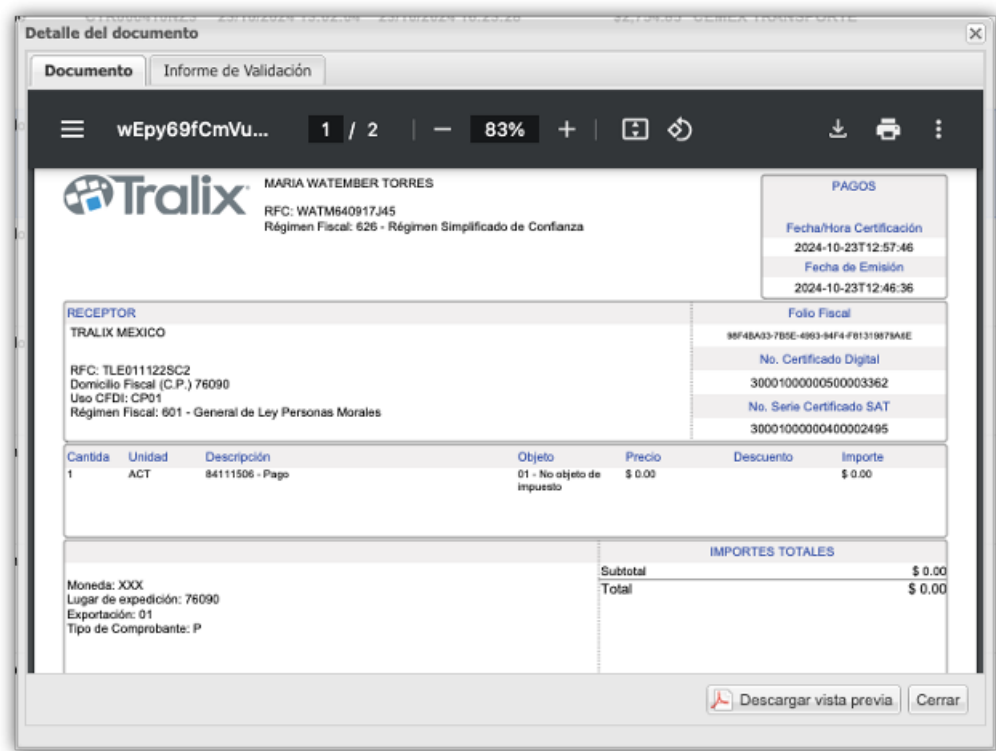 Detalle del documento
Documento
Informe de Validación
wEpy69fCmVu...
1 / 2
83%
Tralix
MARIA WATEMBER TORRES
RFC: WATM640917J45
Régimen Fiscal: 626 - Régimen Simplificado de Confianza
PAGOS
Fecha/Hora Certificación
2024-10-23T12:57:46
Fecha de Emisión
2024-10-23T12:46:36
RECEPTOR
TRALIX MEXICO
RFC: TLE011122SC2
Domicilio Fiscal (C.P.) 76090
Uso CFDI: CP01
Régimen Fiscal: 601 - General de Ley Personas Morales
Folio Fiscal
No. Certificado Digital
30001000000500003362
No. Serie Certificado SAT
30001000000400002495
Cantida Unidad Descripción Objeto Precio Descuento Importe
1 ACT 84111506 - Pago 01 - No objeto de impuesto $ 0.00 $ 0.00
IMPORTES TOTALES
Subtotal $ 0.00
Total $ 0.00
Moneda: XXX
Lugar de expedición: 76090
Exportación: 01
Tipo de Comprobante: P
Descargar vista previa
Cerrar